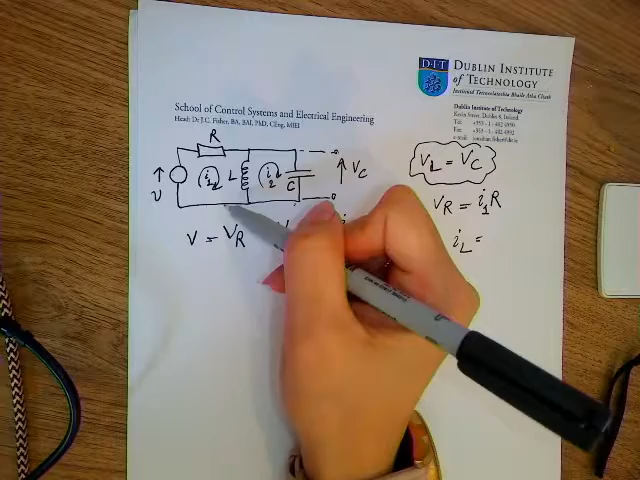 DIT
DUBLIN INSTITUTE
of TECHNOLOGY
Institiúid Teicneolaíochta Bhaile Átha Cliath
School of Control Systems and Electrical Engineering
Head: Dr J.C. Fisher, BA, BAI, PhD, CEng, MIEI
Dublin Institute of Technology
Kevin Street, Dublin 8, Ireland
R
v
i1
L
i2
C
VC
VL = VC
VR = i1R
iL =
V = VR